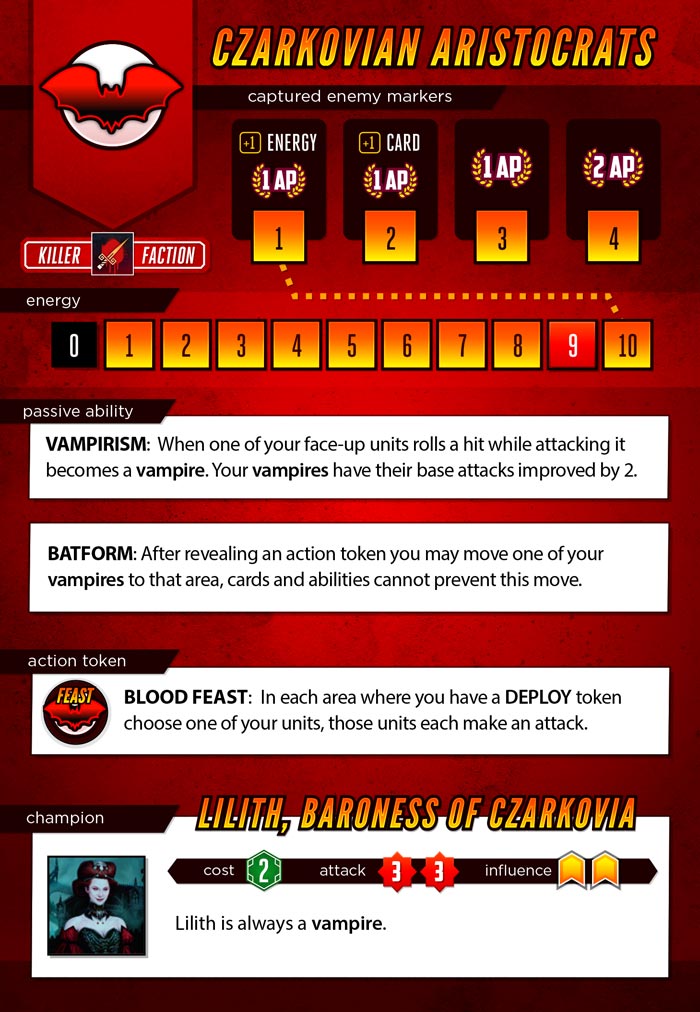 CZARKOVIAN ARISTOCRATS
captured enemy markers
+1 ENERGY
1 AP
1
+1 CARD
1 AP
2
1 AP
3
2 AP
4
KILLER FACTION
energy
0 1 2 3 4 5 6 7 8 9 10
passive ability
VAMPIRISM: When one of your face-up units rolls a hit while attacking it
becomes a vampire. Your vampires have their base attacks improved by 2.
BATFORM: After revealing an action token you may move one of your
vampires to that area, cards and abilities cannot prevent this move.
action token
FEAST
BLOOD FEAST: In each area where you have a DEPLOY token
choose one of your units, those units each make an attack.
champion
LILITH, BARONESS OF CZARKOVIA
cost 2 attack 3 3 influence
Lilith is always a vampire.